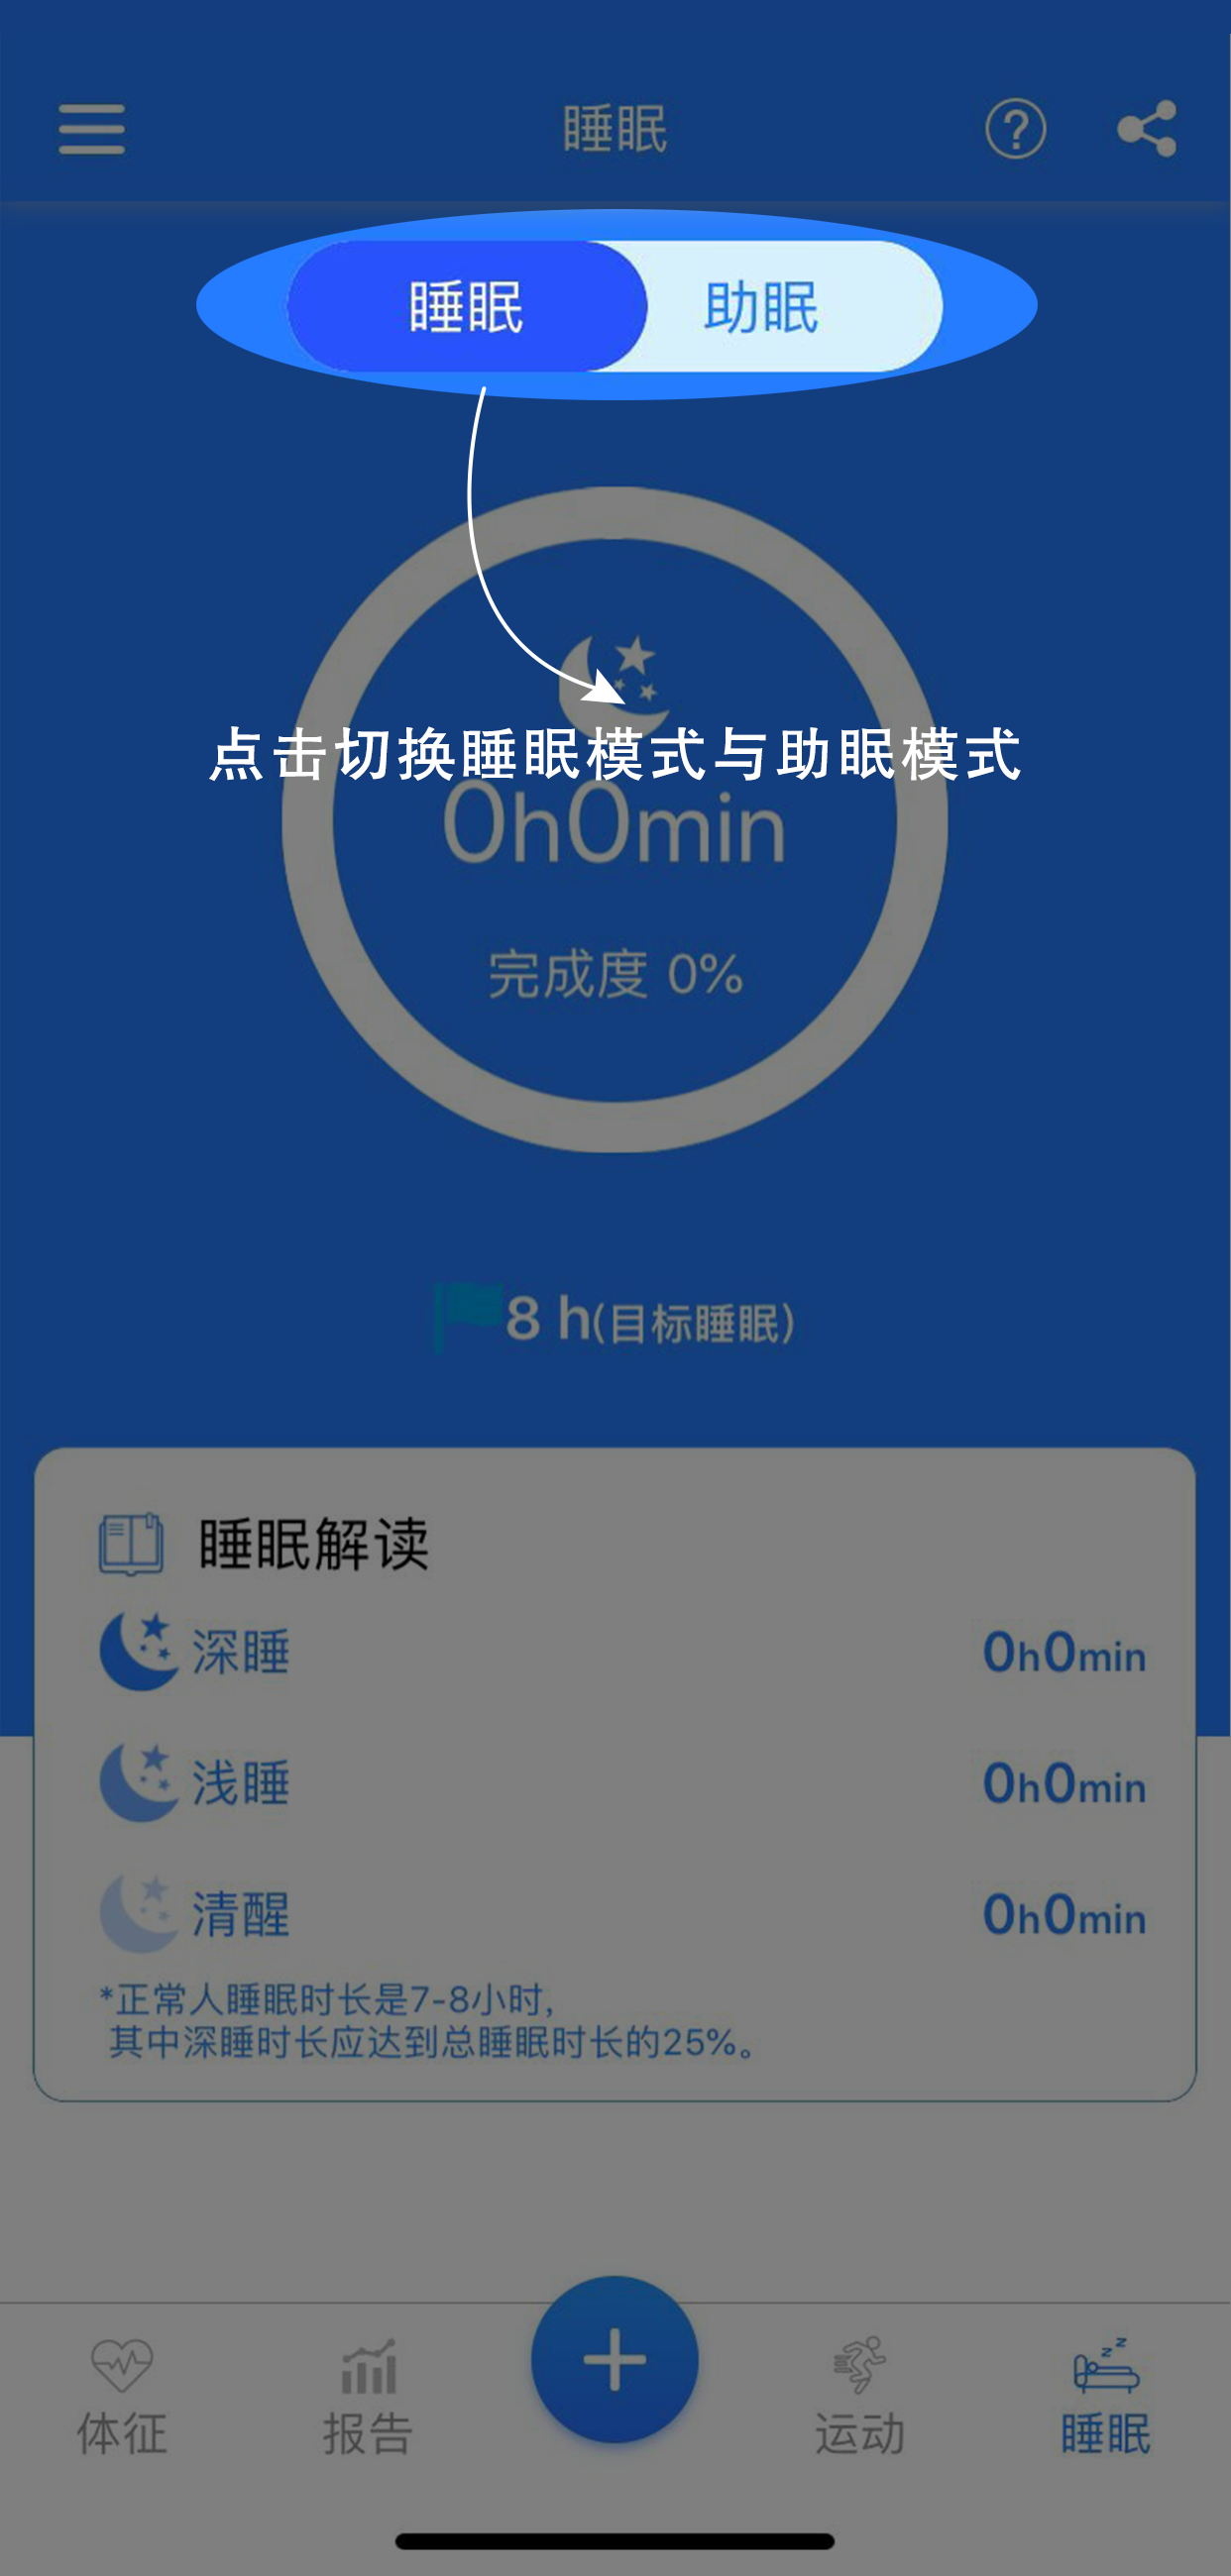 睡眠
睡眠 助眠
点击切换睡眠模式与助眠模式
0h0min
完成度 0%
8 h(目标睡眠)
睡眠解读
深睡 0h0min
浅睡 0h0min
清醒 0h0min
*正常人睡眠时长是7-8小时,
其中深睡时长应达到总睡眠时长的25%。
体征 报告 运动 睡眠